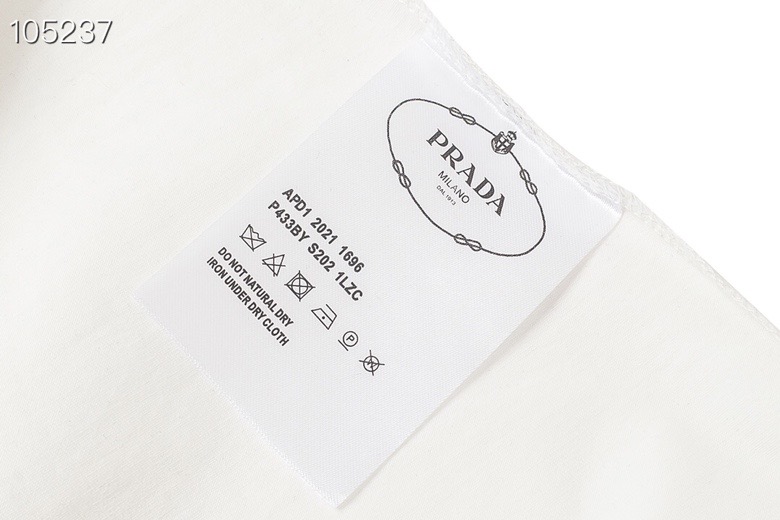 105237
PRADA
MILANO
DAL 1913
APD1 2021 1696
P433BY S202 1LZC
P
W
DO NOT NATURAL DRY
IRON UNDER DRY CLOTH